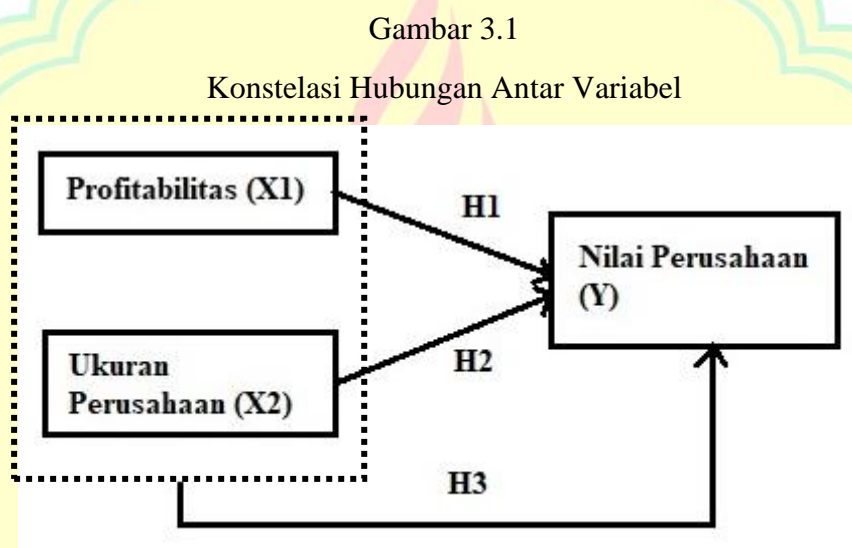 Gambar 3.1
Konstelasi Hubungan Antar Variabel
Profitabilitas (X1)
H1
Nilai Perusahaan
(Y)
Ukuran
Perusahaan (X2)
H2
H3